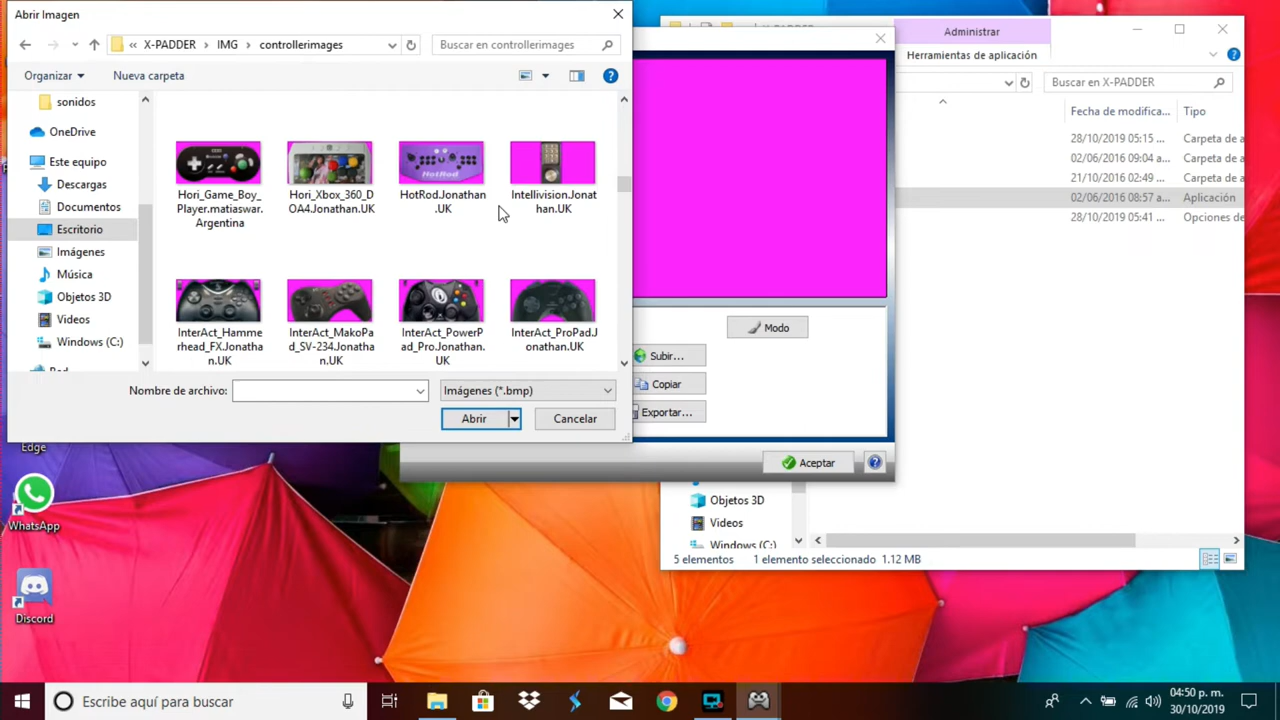 Abrir Imagen
« X-PADDER › IMG › controllerimages
Buscar en controllerimages
Organizar
Nueva carpeta
sonidos
OneDrive
Este equipo
Descargas
Documentos
Escritorio
Imágenes
Música
Objetos 3D
Videos
Windows (C:)
Hori_Game_Boy_
Player.matiaswar.
Argentina
Hori_Xbox_360_D
OA4.Jonathan.UK
HotRod
HotRod.Jonathan
.UK
Intellivision.Jonat
han.UK
InterAct_Hamme
rhead_FX.Jonatha
n.UK
InterAct_MakoPa
d_SV-234.Jonatha
n.UK
InterAct_PowerP
ad_Pro.Jonathan.
UK
InterAct_ProPad.J
onathan.UK
Nombre de archivo:
Imágenes (*.bmp)
Abrir
Cancelar
Modo
Subir...
Copiar
Exportar...
Aceptar
Administrar
Herramientas de aplicación
Buscar en X-PADDER
Fecha de modifica...
Tipo
28/10/2019 05:15 ...
Carpeta de a
02/06/2016 09:04 a...
Carpeta de a
21/10/2016 02:49 ...
Carpeta de a
02/06/2016 08:57 a...
Aplicación
28/10/2019 05:41 ...
Opciones de
Objetos 3D
Videos
Windows (C:)
5 elementos
1 elemento seleccionado 1.12 MB
Edge
WhatsApp
Discord
Escribe aquí para buscar
04:50 p. m.
30/10/2019